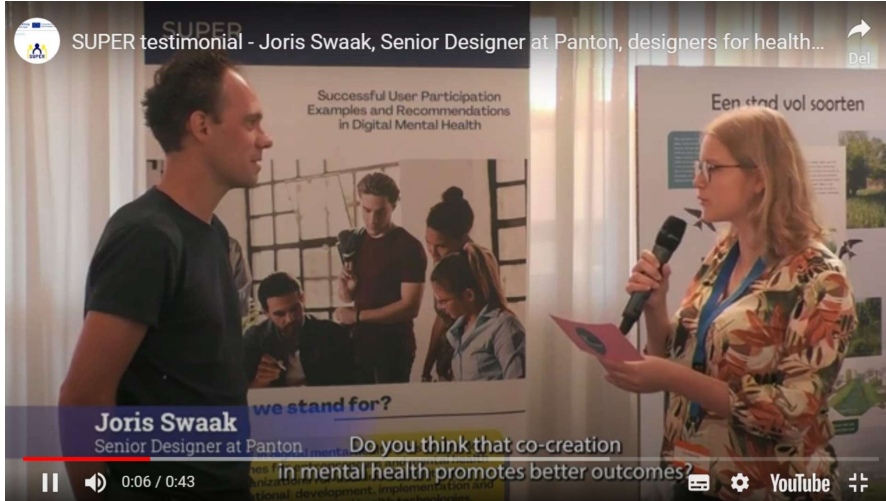 SUPER
SUPER testimonial - Joris Swaak, Senior Designer at Panton, designers for health...
Del
SUPER
Successful User Participation
Examples and Recommendations
in Digital Mental Health
Een stad vol soorten
we stand for?
Joris Swaak
Senior Designer at Panton
Do you think that co-creation
in mental health promotes better outcomes?
0:06 / 0:43
YouTube